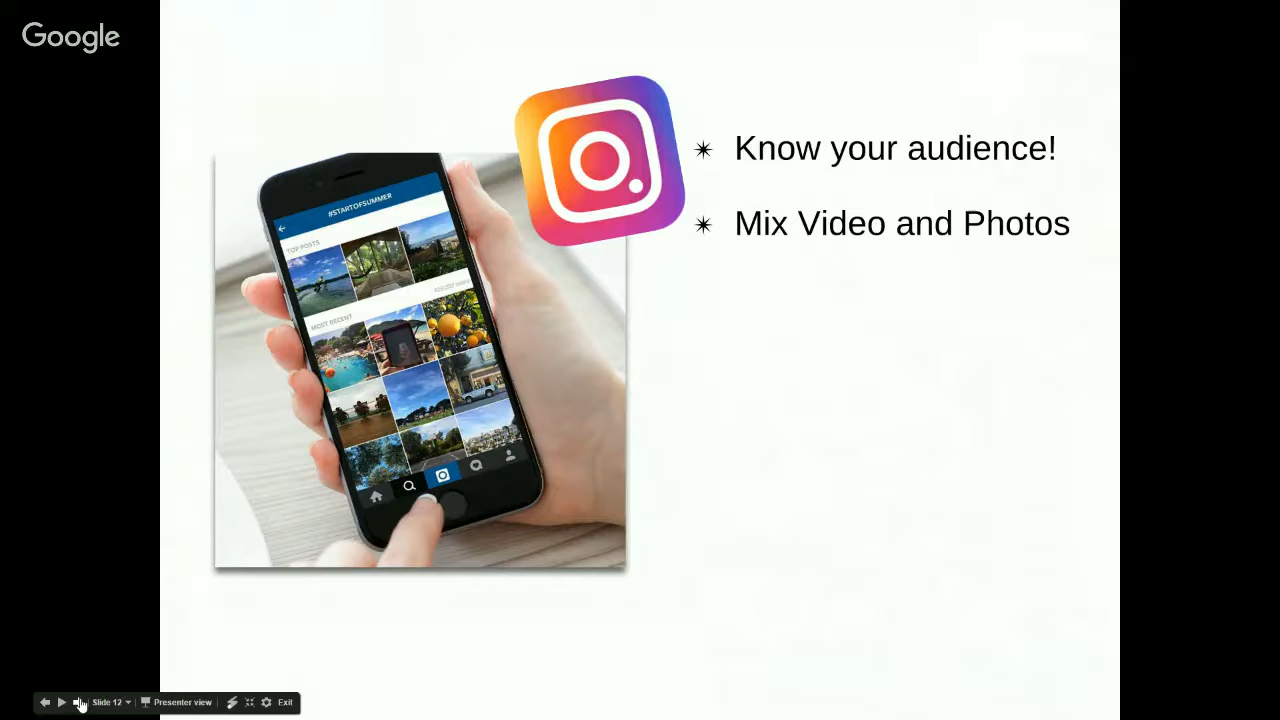 Google
✴ Know your audience!
✴ Mix Video and Photos
#STARTOFSUMMER
TOP POSTS
MOST RECENT
Slide 12
Presenter view
Exit